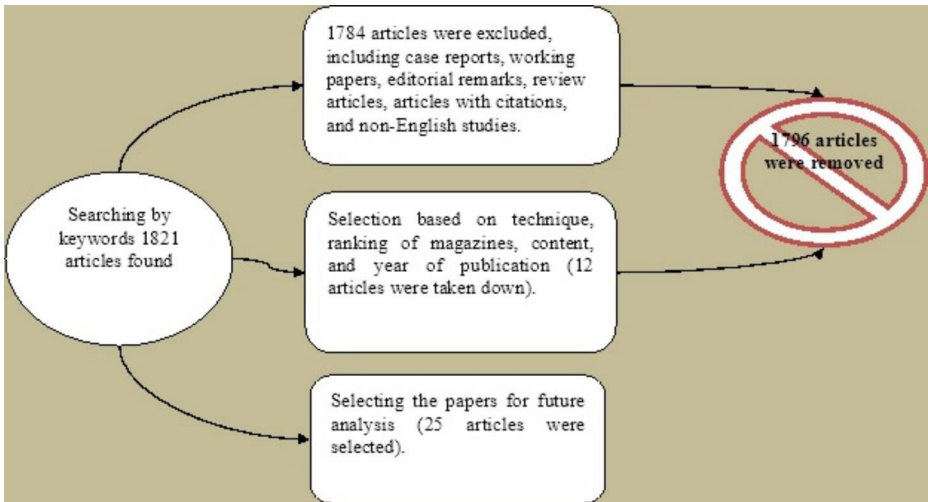 1784 articles were excluded,
including case reports, working
papers, editorial remarks, review
articles, articles with citations,
and non-English studies.
1796 articles
were removed
Searching by
keywords 1821
articles found
Selection based on technique,
ranking of magazines, content,
and year of publication (12
articles were taken down).
Selecting the papers for future
analysis (25 articles were
selected).